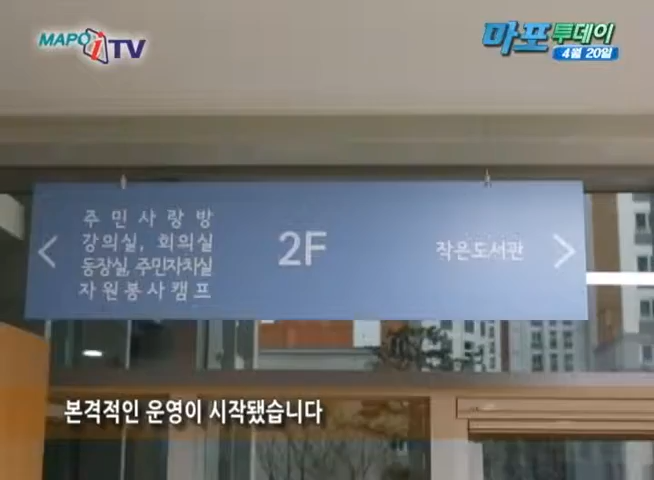 MAPO i TV
마포 투데이
4월 20일
주민사랑방
강의실, 회의실
동장실, 주민자치실
자원봉사캠프
2F
작은도서관
본격적인 운영이 시작됐습니다